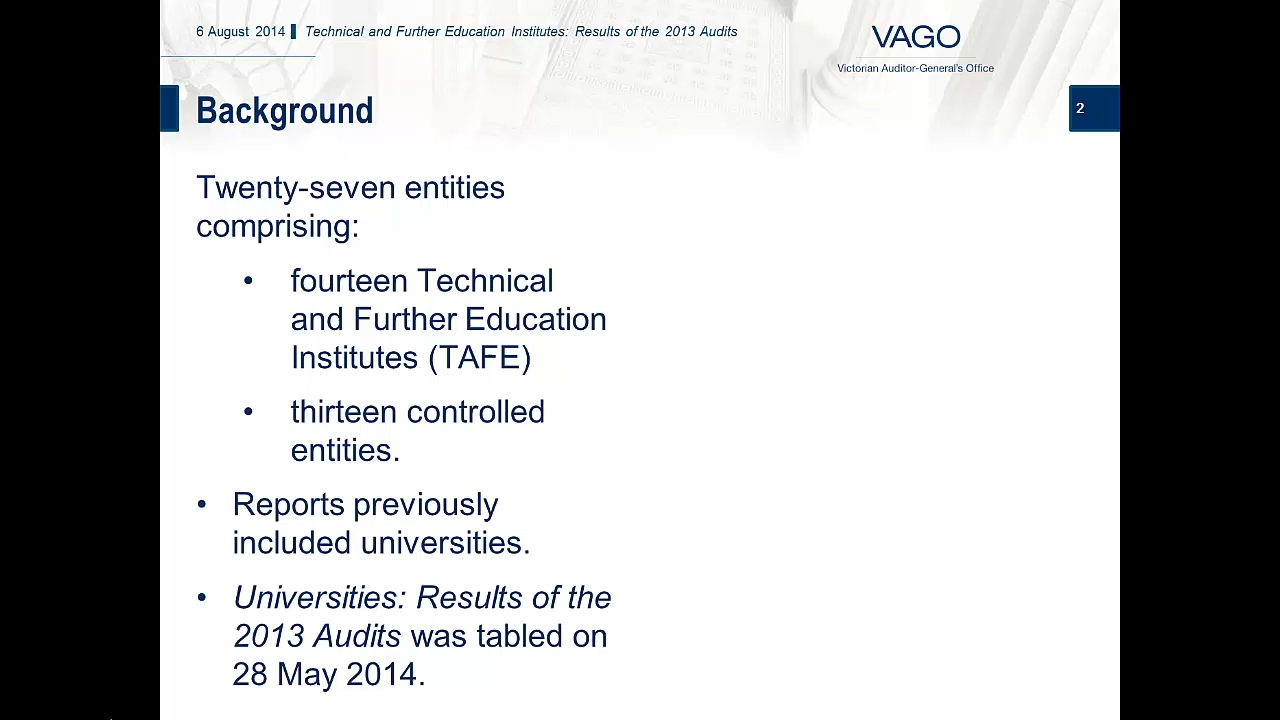 6 August 2014 Technical and Further Education Institutes: Results of the 2013 Audits
VAGO
Victorian Auditor-General's Office
Background
2
Twenty-seven entities
comprising:
• fourteen Technical
and Further Education
Institutes (TAFE)
• thirteen controlled
entities.
• Reports previously
included universities.
• Universities: Results of the
2013 Audits was tabled on
28 May 2014.